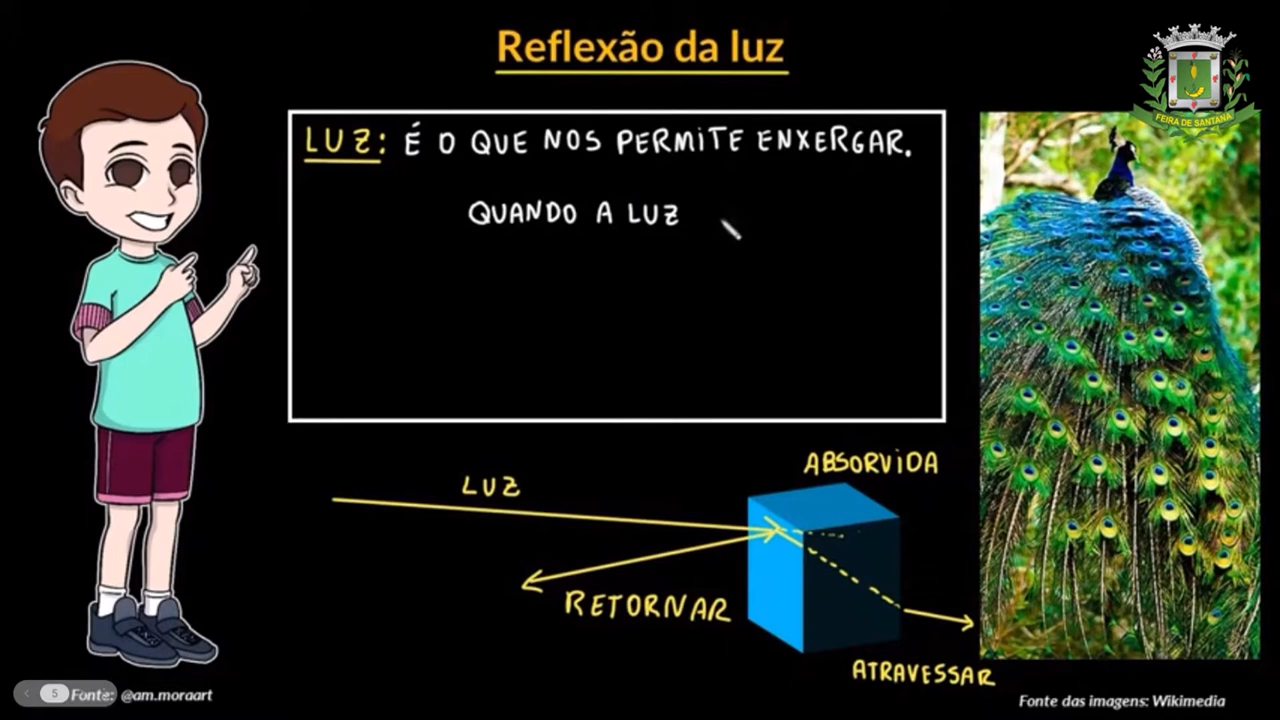 Reflexão da luz
FEIRA DE SANTANA
LUZ: É O QUE NOS PERMITE ENXERGAR.
QUANDO A LUZ
ABSORVIDA
LUZ
RETORNAR
ATRAVESSAR
5
Fonte: @am.moraart
Fonte das imagens: Wikimedia